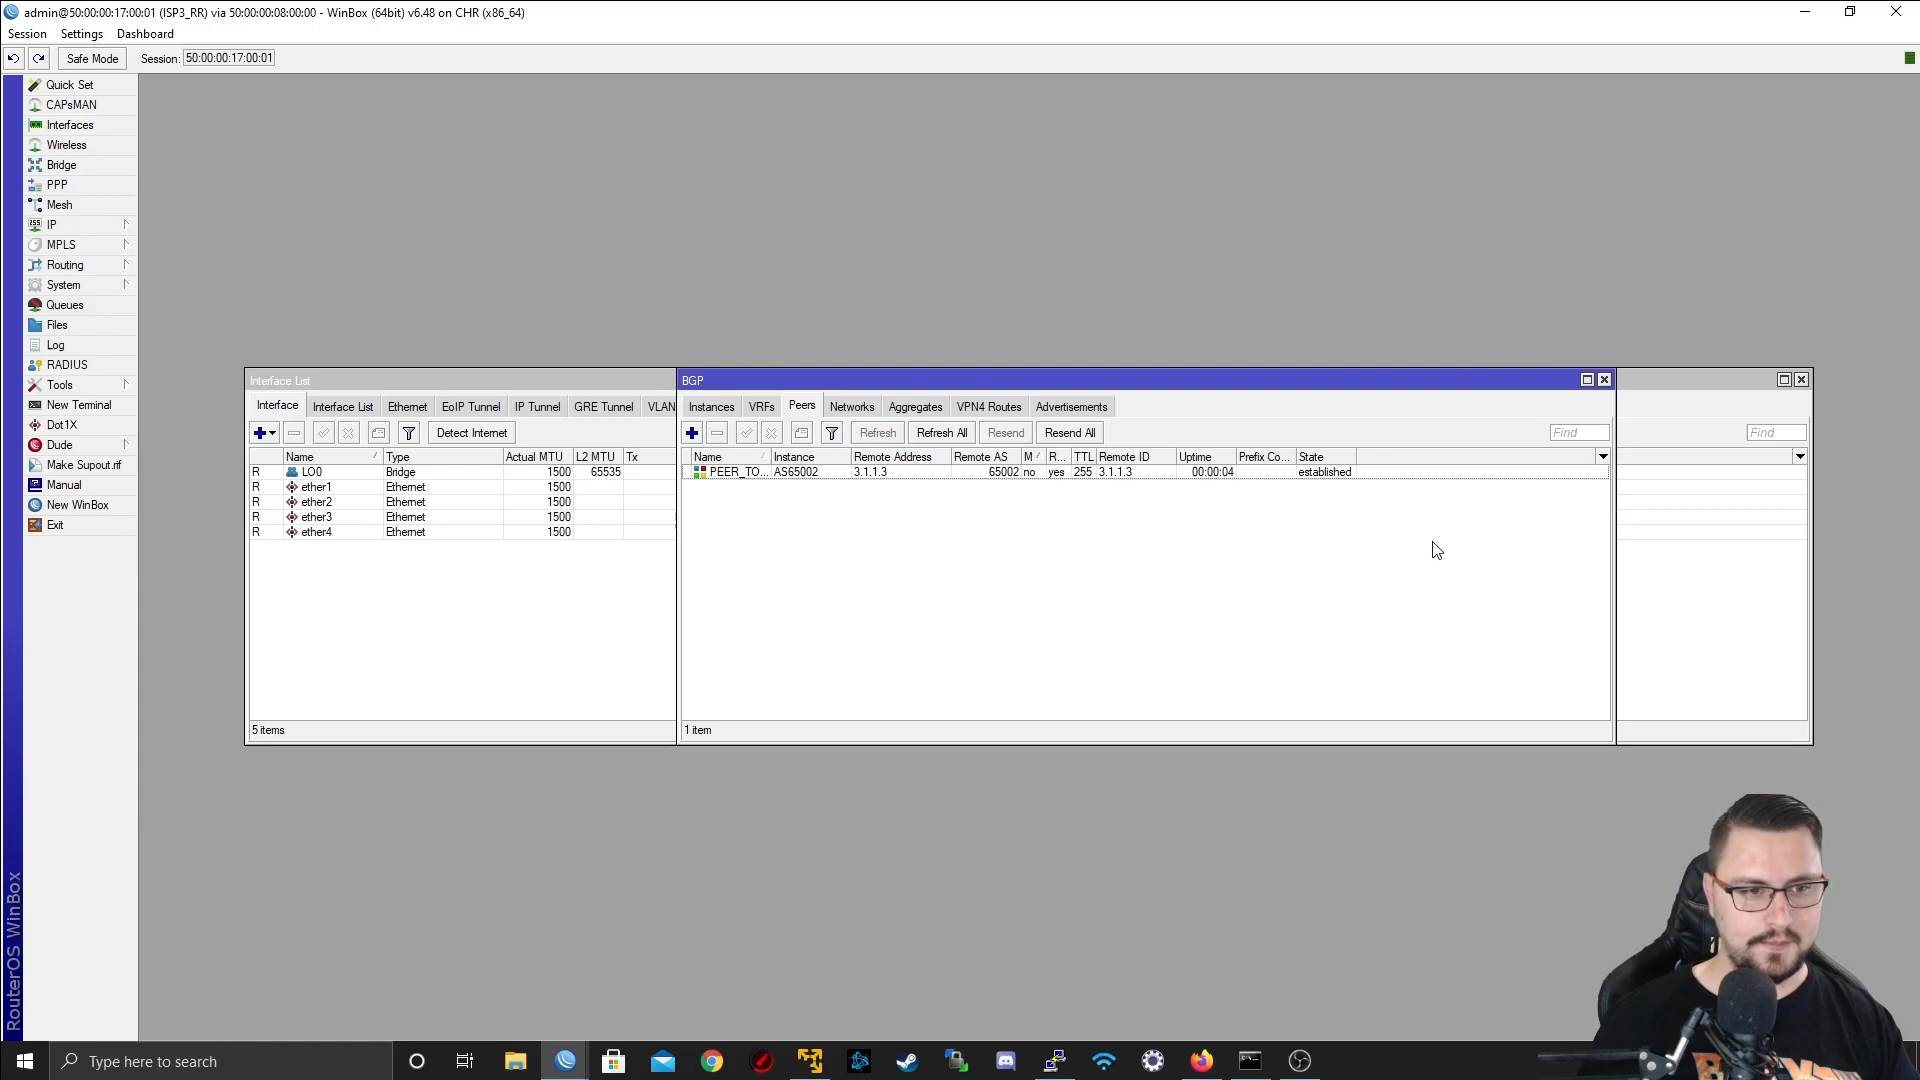 admin@50:00:00:17:00:01 (ISP3_RR) via 50:00:00:08:00:00 - WinBox (64bit) v6.48 on CHR (x86_64)
Session Settings Dashboard
Safe Mode Session: 50:00:00:17:00:01
Quick Set
CAPsMAN
Interfaces
Wireless
Bridge
PPP
Mesh
IP
MPLS
Routing
System
Queues
Files
Log
RADIUS
Tools
New Terminal
Dot1X
Dude
Make Supout.rif
Manual
New WinBox
Exit
RouterOS WinBox
Interface List
Interface Interface List Ethernet EoIP Tunnel IP Tunnel GRE Tunnel VLAN
Detect Internet
Name Type Actual MTU L2 MTU Tx
R LO0 Bridge 1500 65535
R ether1 Ethernet 1500
R ether2 Ethernet 1500
R ether3 Ethernet 1500
R ether4 Ethernet 1500
5 items
BGP
Instances VRFs Peers Networks Aggregates VPN4 Routes Advertisements
Refresh Refresh All Resend Resend All Find
Name Instance Remote Address Remote AS M R... TTL Remote ID Uptime Prefix Co... State
PEER_TO... AS65002 3.1.1.3 65002 no yes 255 3.1.1.3 00:00:04 established
1 item
Find
Type here to search